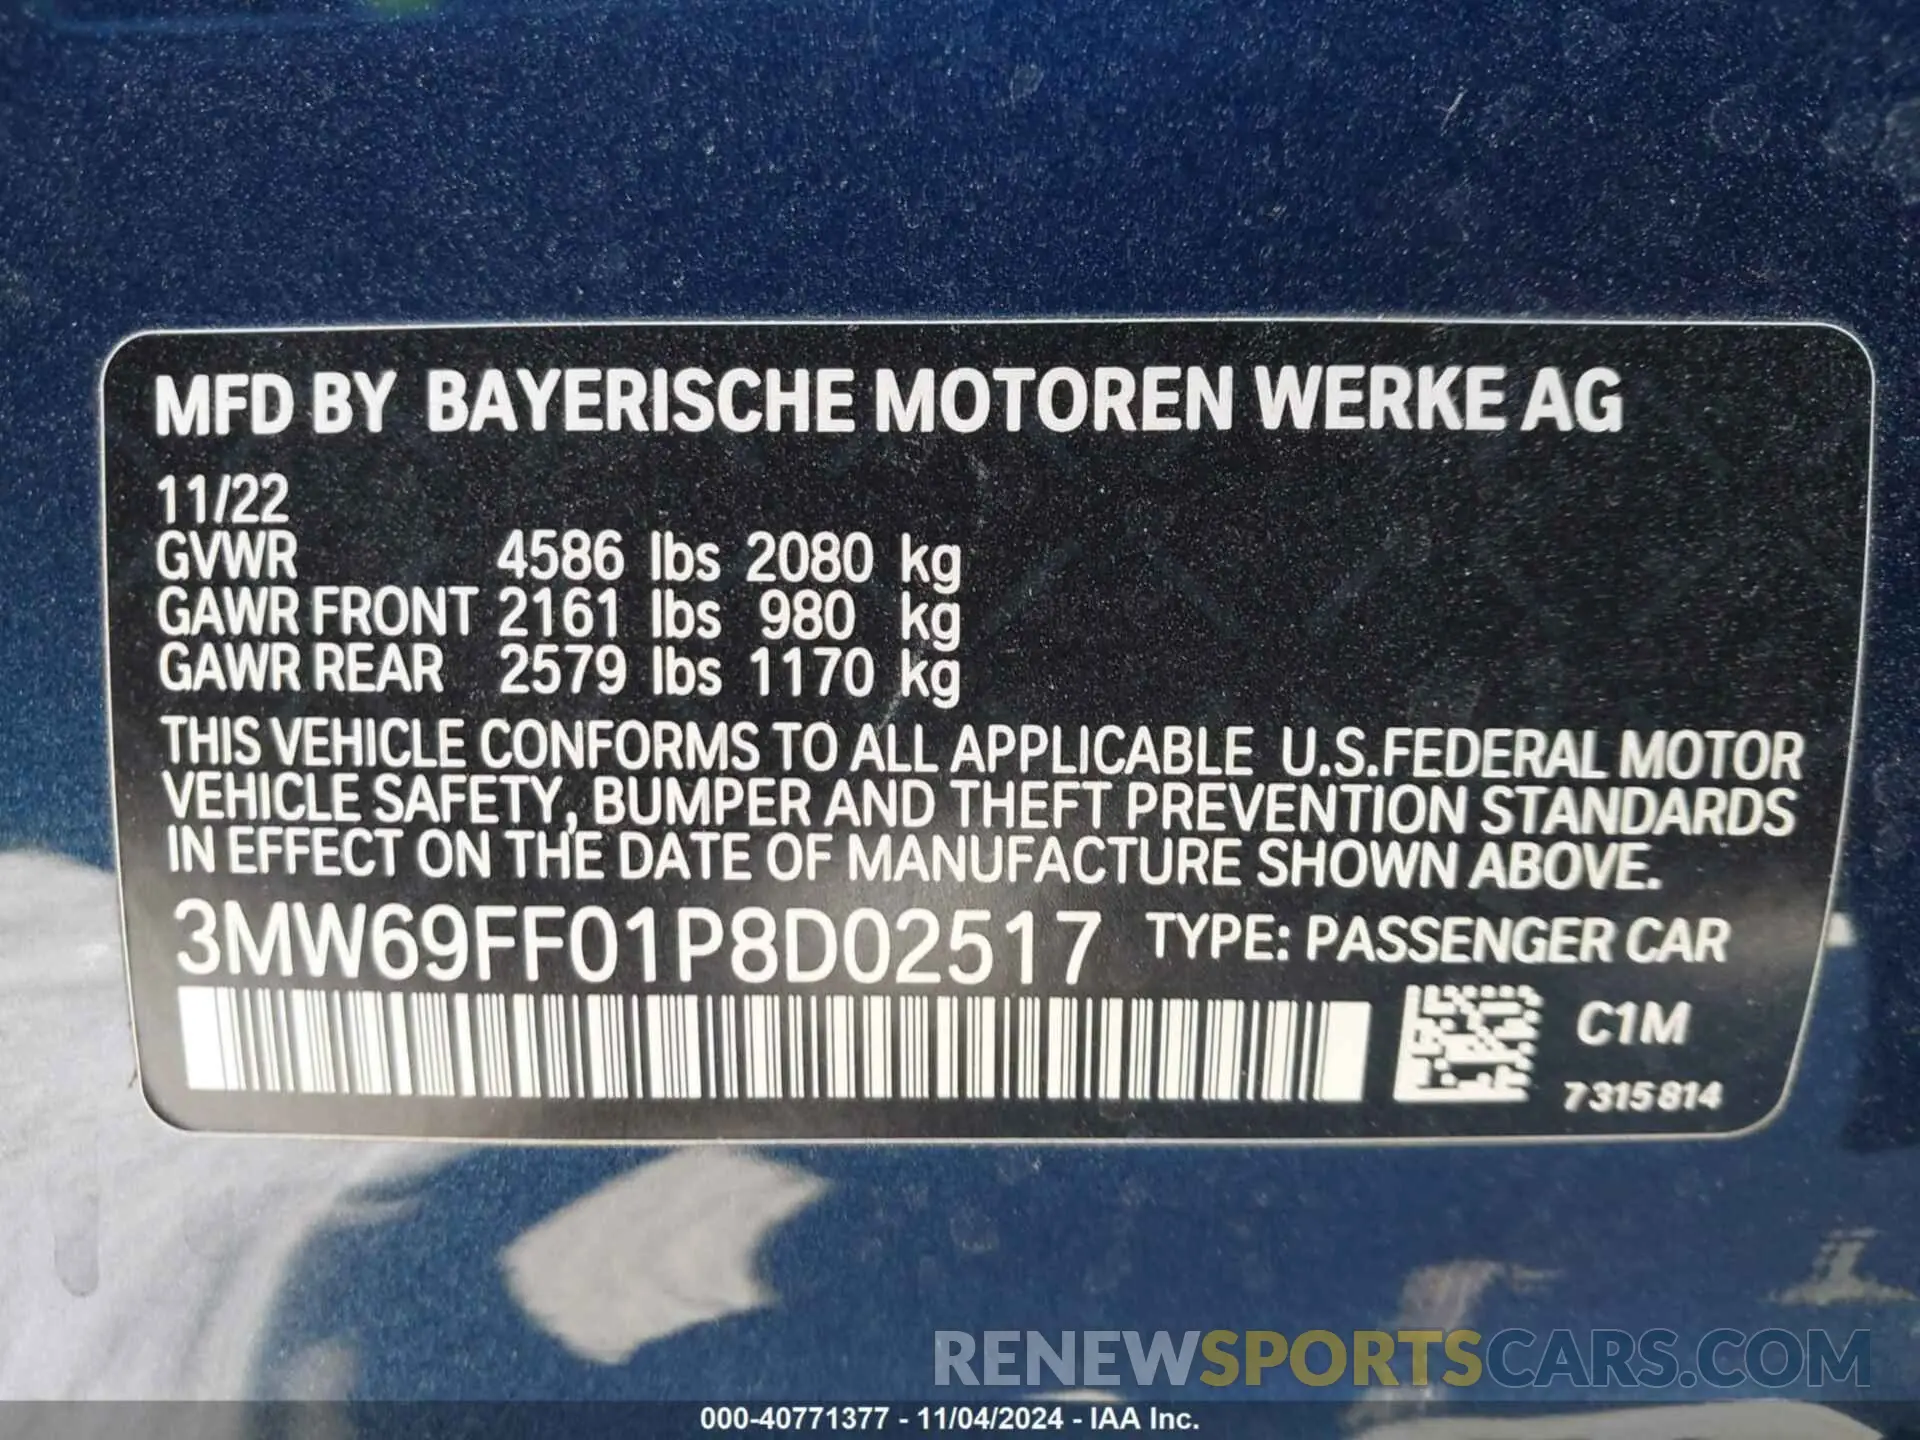 MFD BY BAYERISCHE MOTOREN WERKE AG
11/22
GVWR 4586 lbs 2080 kg
GAWR FRONT 2161 lbs 980 kg
GAWR REAR 2579 lbs 1170 kg
THIS VEHICLE CONFORMS TO ALL APPLICABLE U.S.FEDERAL MOTOR
VEHICLE SAFETY, BUMPER AND THEFT PREVENTION STANDARDS
IN EFFECT ON THE DATE OF MANUFACTURE SHOWN ABOVE.
3MW69FF01P8D02517 TYPE: PASSENGER CAR
C1M
7 315 814
RENEWSPORTSCARS.COM
000-40771377 - 11/04/2024 - IAA Inc.